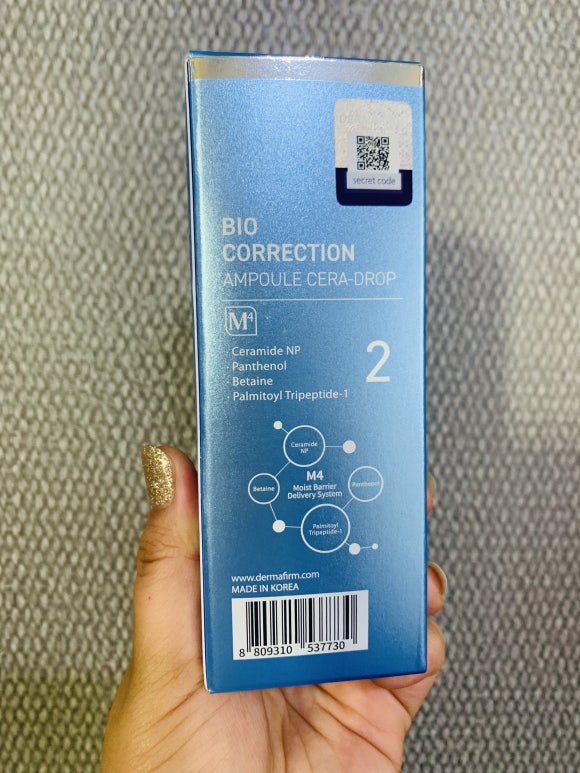 secret code
BIO
CORRECTION
AMPOULE CERA-DROP
M4
· Ceramide NP
· Panthenol
· Betaine
· Palmitoyl Tripeptide-1
2
Ceramide
NP
M4
Moist Barrier
Delivery System
Betaine
Panthenol
Palmitoyl
Tripeptide-1
www.dermafirm.com
MADE IN KOREA
8 809310 537730